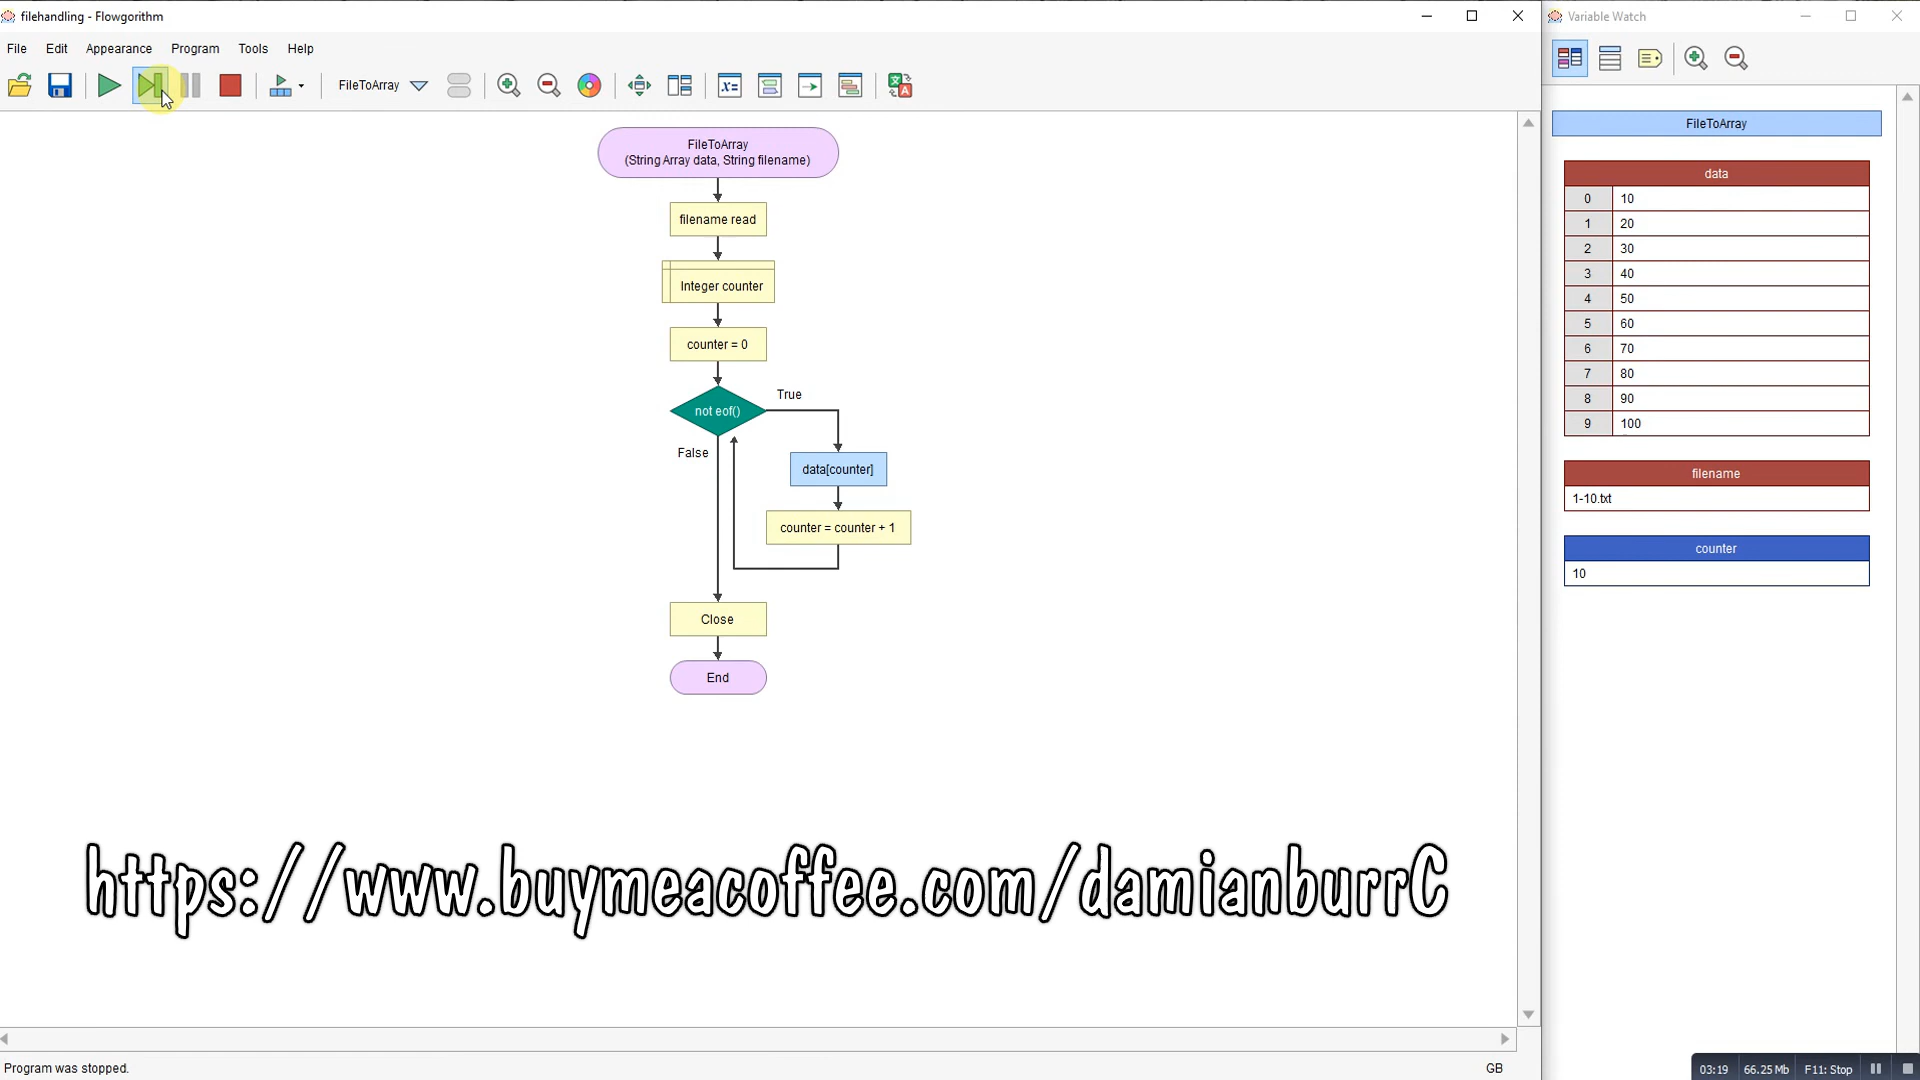 filehandling - Flowgorithm
File Edit Appearance Program Tools Help
FileToArray
FileToArray
(String Array data, String filename)
filename read
Integer counter
counter = 0
not eof()
True
False
data[counter]
counter = counter + 1
Close
End
https://www.buymeacoffee.com/damianburrC
Program was stopped.
GB
Variable Watch
FileToArray
data
0 10
1 20
2 30
3 40
4 50
5 60
6 70
7 80
8 90
9 100
filename
1-10.txt
counter
10
03:19 66.25Mb F11: Stop